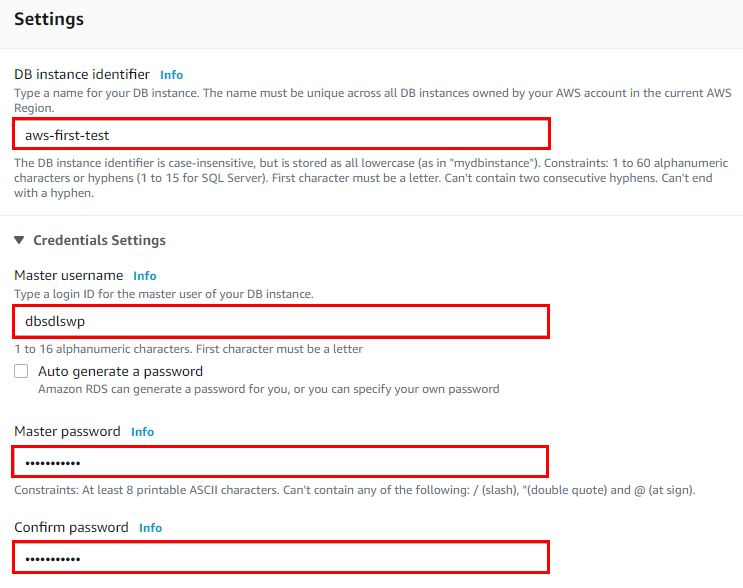 Settings
DB instance identifier Info
Type a name for your DB instance. The name must be unique across all DB instances owned by your AWS account in the current AWS
Region.
aws-first-test
The DB instance identifier is case-insensitive, but is stored as all lowercase (as in "mydbinstance"). Constraints: 1 to 60 alphanumeric
characters or hyphens (1 to 15 for SQL Server). First character must be a letter. Can't contain two consecutive hyphens. Can't end
with a hyphen.
▼ Credentials Settings
Master username Info
Type a login ID for the master user of your DB instance.
dbsdlswp
1 to 16 alphanumeric characters. First character must be a letter
Auto generate a password
Amazon RDS can generate a password for you, or you can specify your own password
Master password Info
•••••••••••
Constraints: At least 8 printable ASCII characters. Can't contain any of the following: / (slash), "(double quote) and @ (at sign).
Confirm password Info
•••••••••••